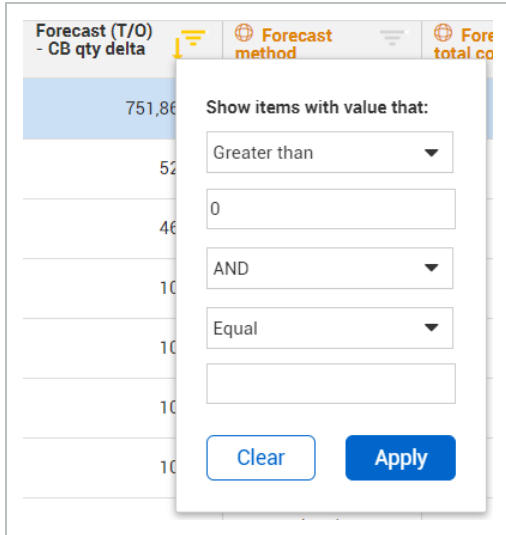 Forecast (T/O)
- CB qty delta
Forecast
method
total co
751,86
Show items with value that:
Greater than
52
0
46
AND
10
Equal
10
10
10
Clear
Apply